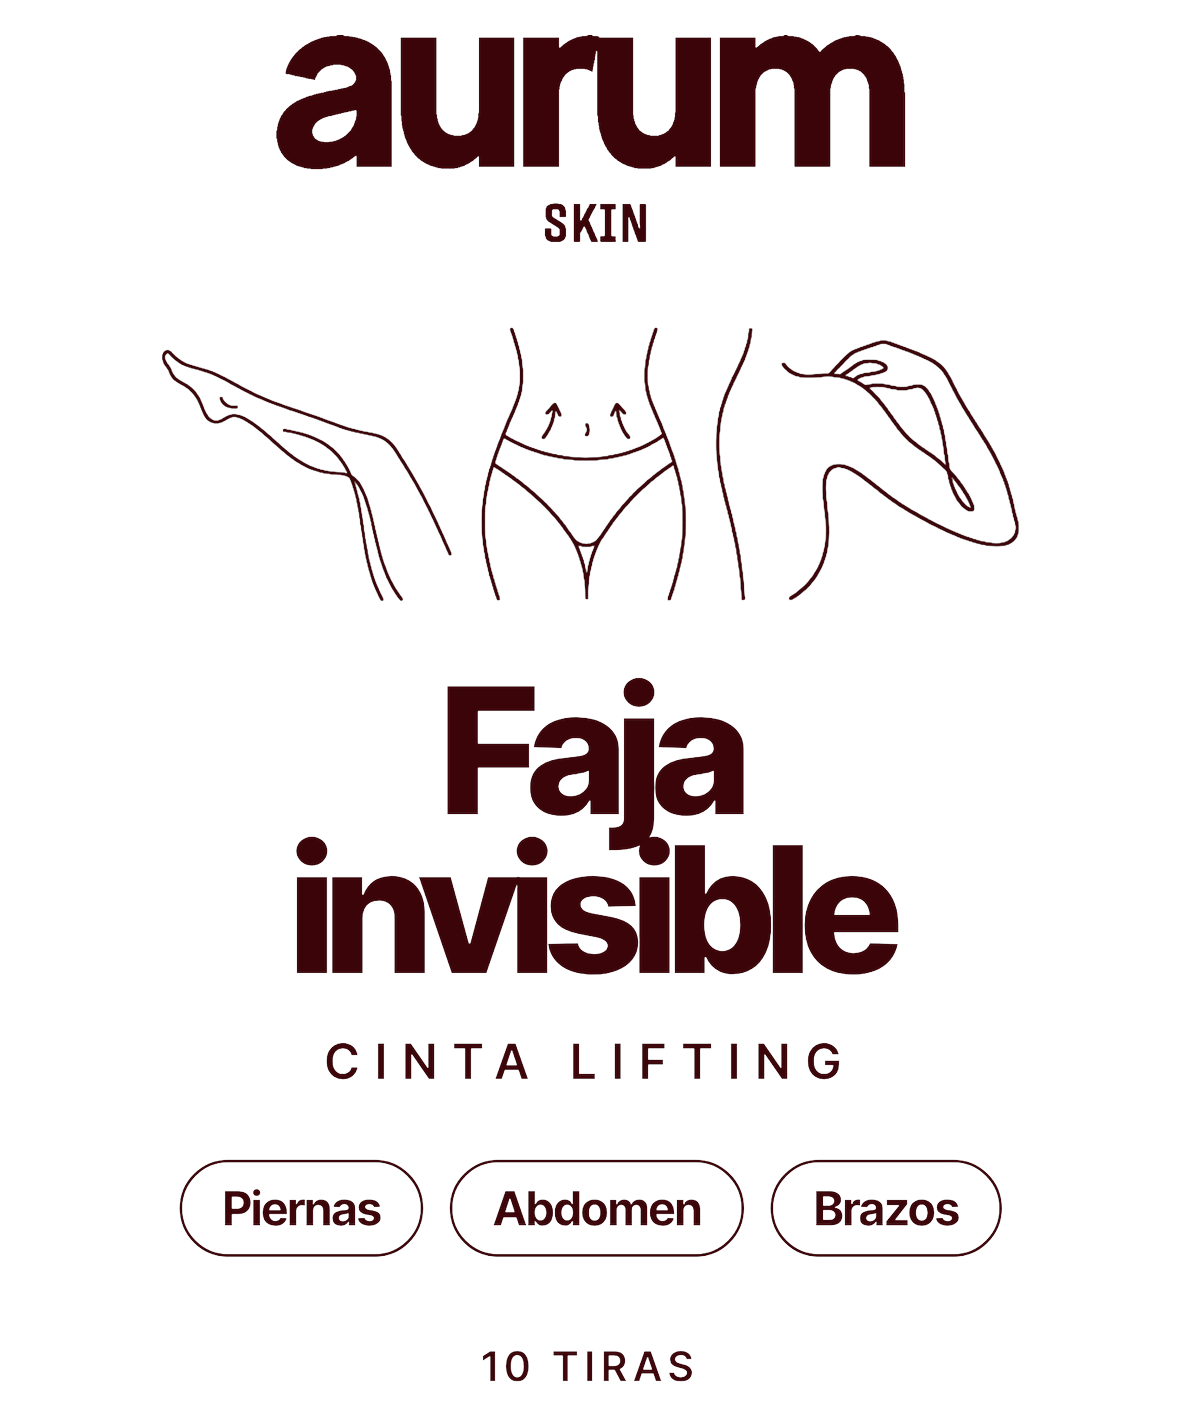 aurum
SKIN
Faja
invisible
CINTA LIFTING
Piernas
Abdomen
Brazos
10 TIRAS